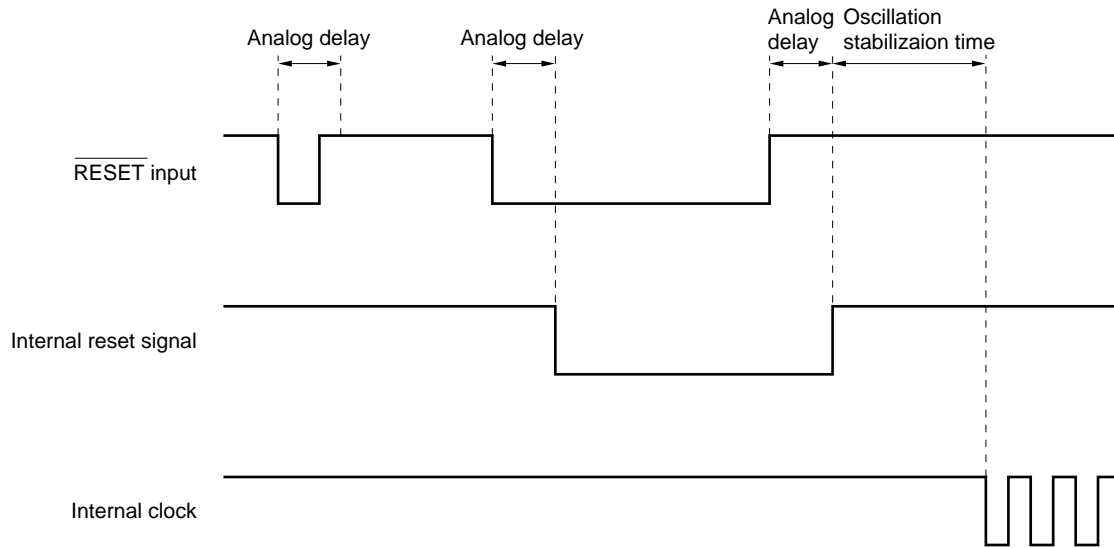 Analog delay
Analog delay
Analog
delay
Oscillation
stabilizaion time
RESET input
Internal reset signal
Internal clock